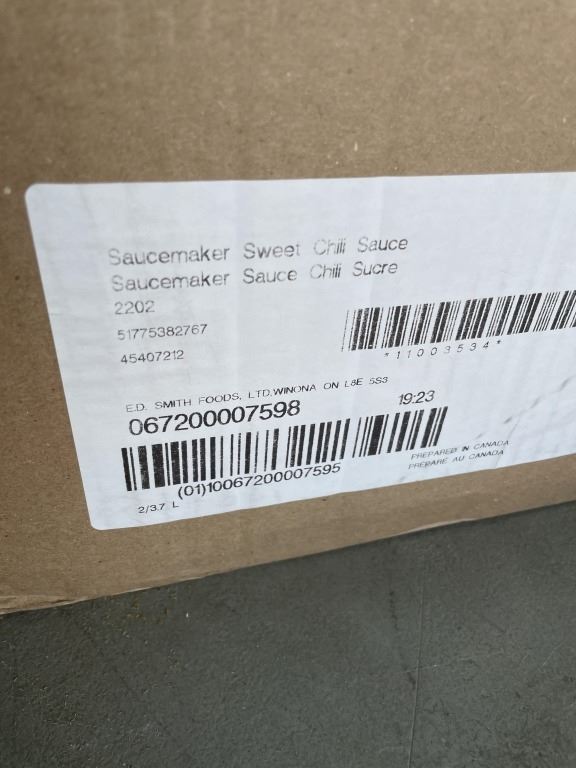 Saucemaker Sweet Chili Sauce
Saucemaker Sauce Chili Sucre
2202
51775382767
45407212
*11003534*
E.D. SMITH FOODS, LTD,WINONA ON L8E 5S3
067200007598
19:23
(01)10067200007595
PREPARED IN CANADA
PREPARE AU CANADA
2/3.7 L